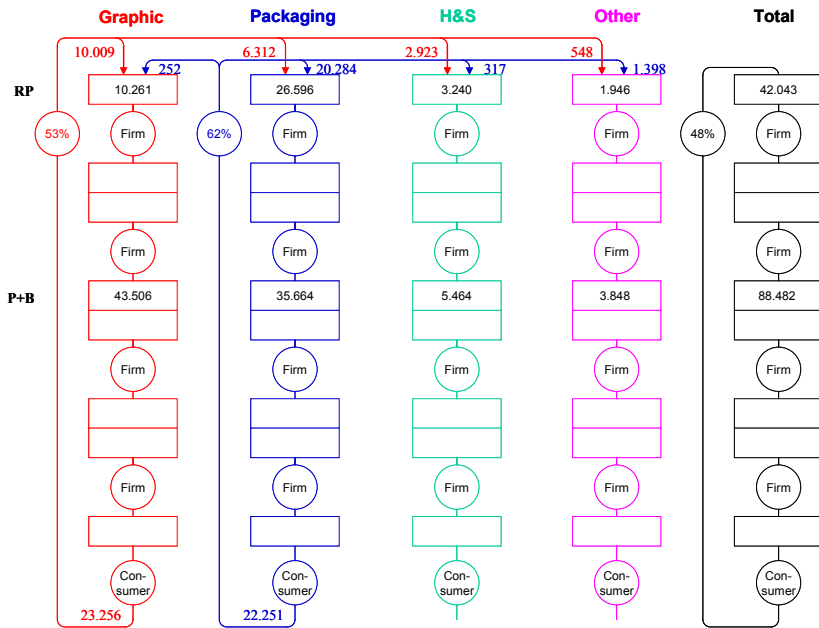 Graphic Packaging H&S Other Total
10.009 6.312 2.923 548
252 20.284 317 1.398
RP 10.261 26.596 3.240 1.946 42.043
53% Firm 62% Firm Firm Firm 48% Firm
Firm Firm Firm Firm Firm
P+B 43.506 35.664 5.464 3.848 88.482
Firm Firm Firm Firm Firm
Firm Firm Firm Firm Firm
Con- Con- Con- Con- Con-
sumer sumer sumer sumer sumer
23.256 22.251